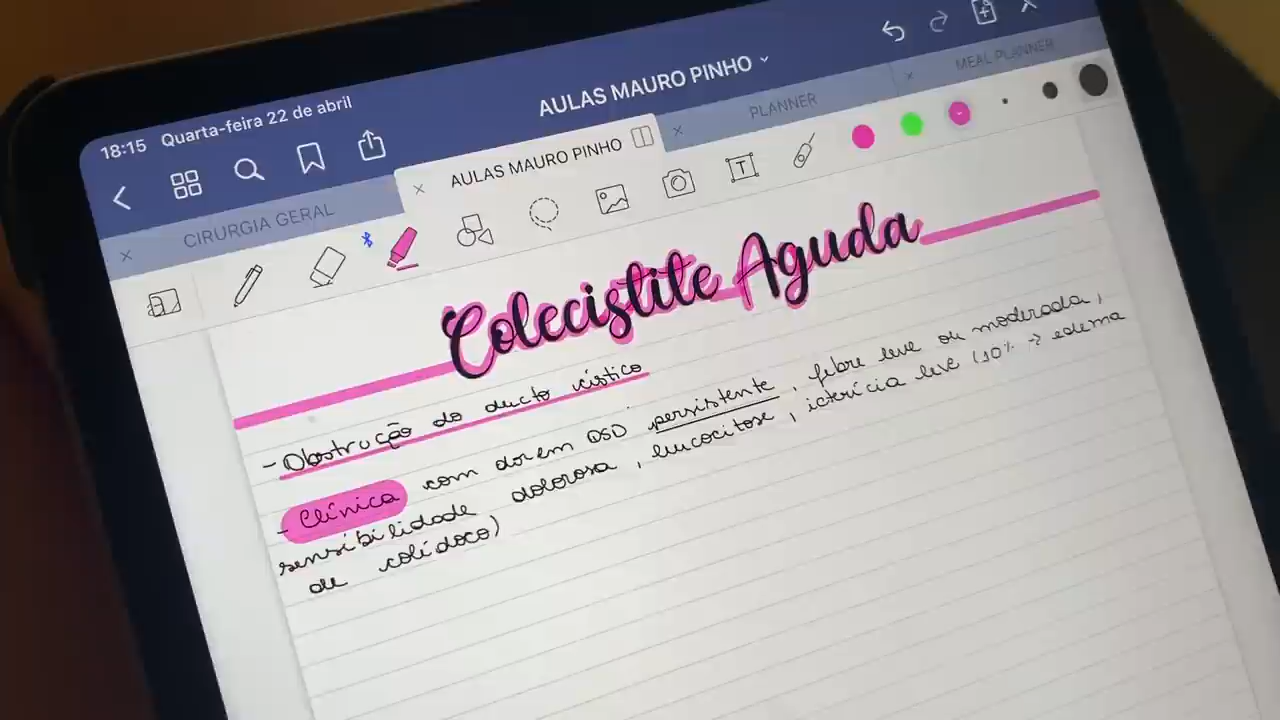 18:15 Quarta-feira 22 de abril
AULAS MAURO PINHO
CIRURGIA GERAL
AULAS MAURO PINHO
PLANNER
MEAL PLANNER
Colecistite Aguda
- Obstrução do ducto cístico
- Clínica com dor em QSD persistente, febre leve ou moderada,
sensibilidade dolorosa, leucocitose, icterícia leve (10% → edema
de colédoco)